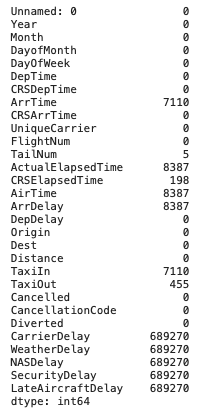 Unnamed: 0 0
Year 0
Month 0
DayofMonth 0
DayOfWeek 0
DepTime 0
CRSDepTime 0
ArrTime 7110
CRSArrTime 0
UniqueCarrier 0
FlightNum 0
TailNum 5
ActualElapsedTime 8387
CRSElapsedTime 198
AirTime 8387
ArrDelay 8387
DepDelay 0
Origin 0
Dest 0
Distance 0
TaxiIn 7110
TaxiOut 455
Cancelled 0
CancellationCode 0
Diverted 0
CarrierDelay 689270
WeatherDelay 689270
NASDelay 689270
SecurityDelay 689270
LateAircraftDelay 689270
dtype: int64